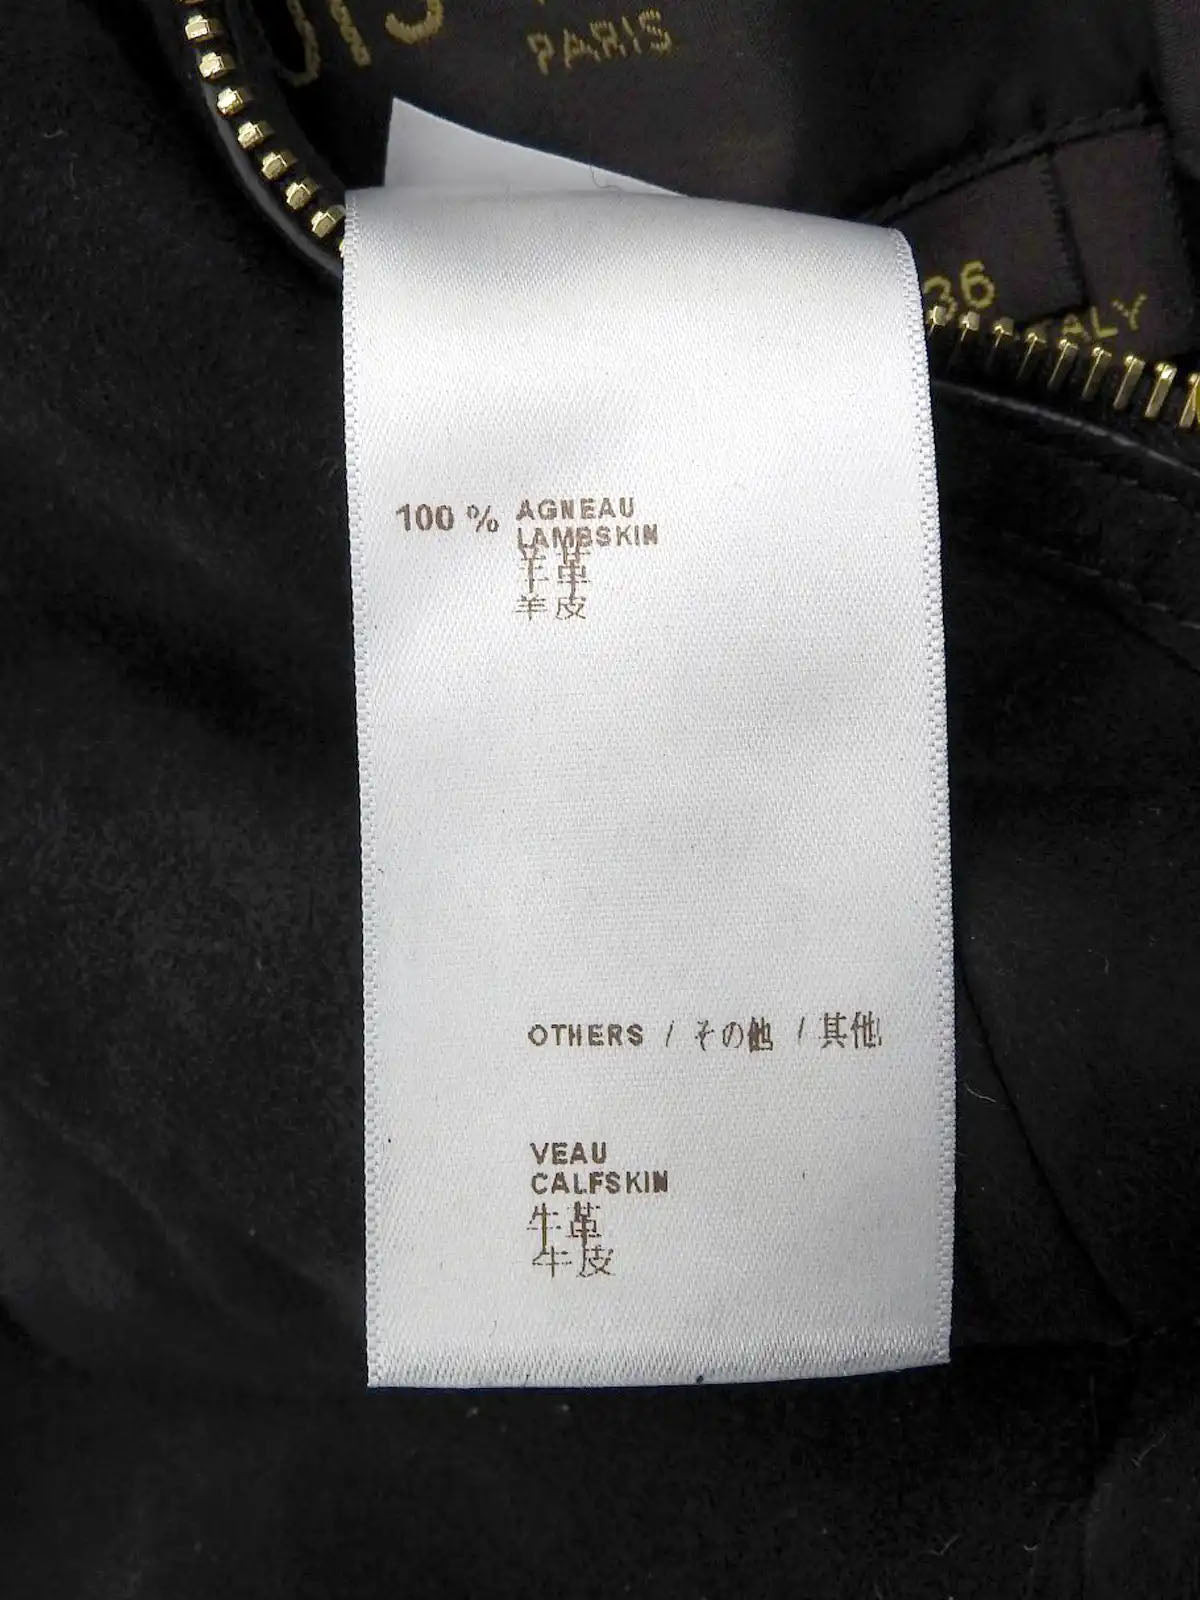 PARIS
36
100 % AGNEAU
LAMBSKIN
羊革
羊皮
OTHERS / その他 / 其他
VEAU
CALFSKIN
牛革
牛皮